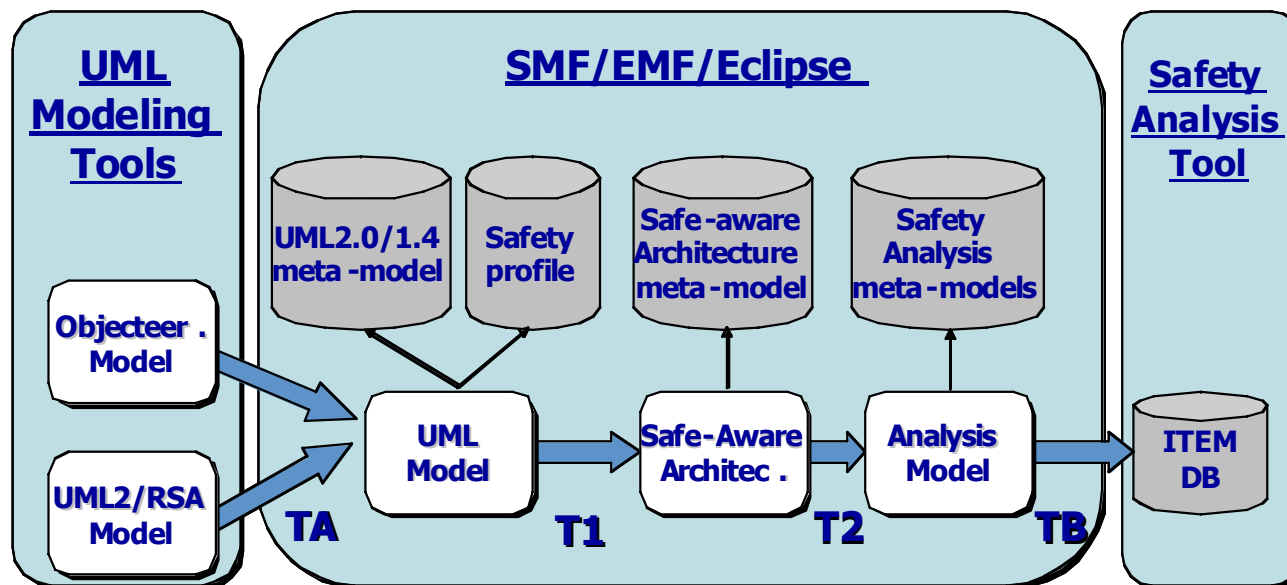 UML
Modeling
Tools
Objecteer .
Model
UML2/RSA
Model
SMF/EMF/Eclipse
UML2.0/1.4
meta -model
Safety
profile
Safe -aware
Architecture
meta -model
Safety
Analysis
meta -models
UML
Model
Safe-Aware
Architec .
Analysis
Model
TA
T1
T2
TB
Safety
Analysis
Tool
ITEM
DB